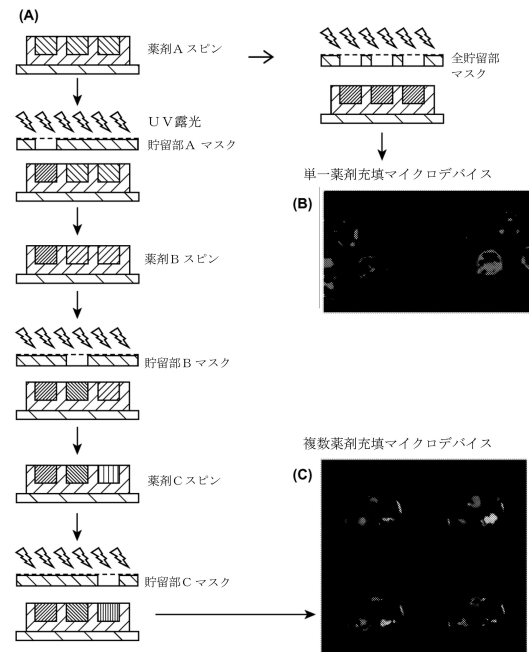 (A)
薬剤Aスピン
UV露光
貯留部A マスク
薬剤Bスピン
貯留部B マスク
薬剤Cスピン
貯留部C マスク
全貯留部
マスク
単一薬剤充填マイクロデバイス
(B)
複数薬剤充填マイクロデバイス
(C)